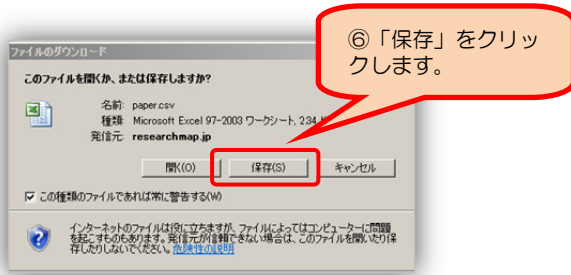 ⑥「保存」をクリッ
クします。
ファイルのダウンロード
このファイルを開くか、または保存しますか?
名前: paper.csv
種類: Microsoft Excel 97-2003 ワークシート, 2.34
発信元: researchmap.jp
開く(O)
保存(S)
キャンセル
この種類のファイルであれば常に警告する(W)
インターネットのファイルは役に立ちますが、ファイルによってはコンピューターに問題
を起こすものもあります。発信元が信頼できない場合は、このファイルを開いたり保
存したりしないでください。危険性の説明